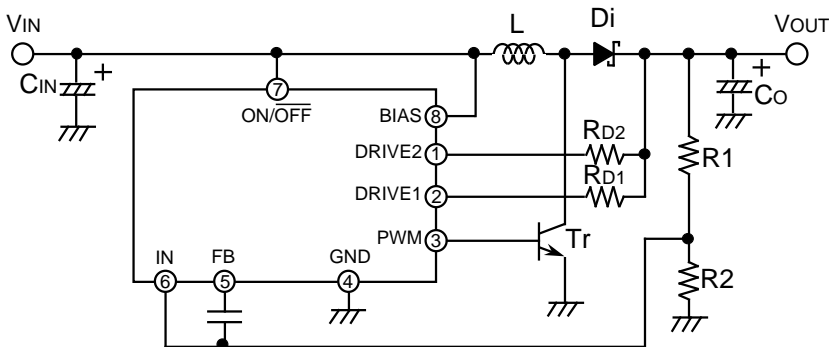 VIN
L
Di
VOUT
CIN
+
7
ON/OFF
+
CO
BIAS
8
RD2
DRIVE2
1
R1
RD1
DRIVE1
2
PWM
3
Tr
IN
FB
GND
6
5
4
R2